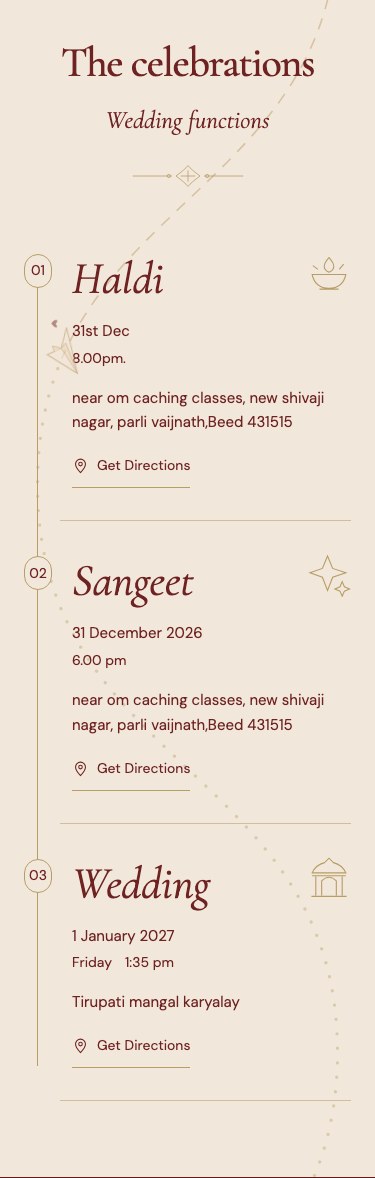 The celebrations
Wedding functions
01
Haldi
31st Dec
8.00pm.
near om caching classes, new shivaji
nagar, parli vaijnath,Beed 431515
Get Directions
02
Sangeet
31 December 2026
6.00 pm
near om caching classes, new shivaji
nagar, parli vaijnath,Beed 431515
Get Directions
03
Wedding
1 January 2027
Friday 1:35 pm
Tirupati mangal karyalay
Get Directions